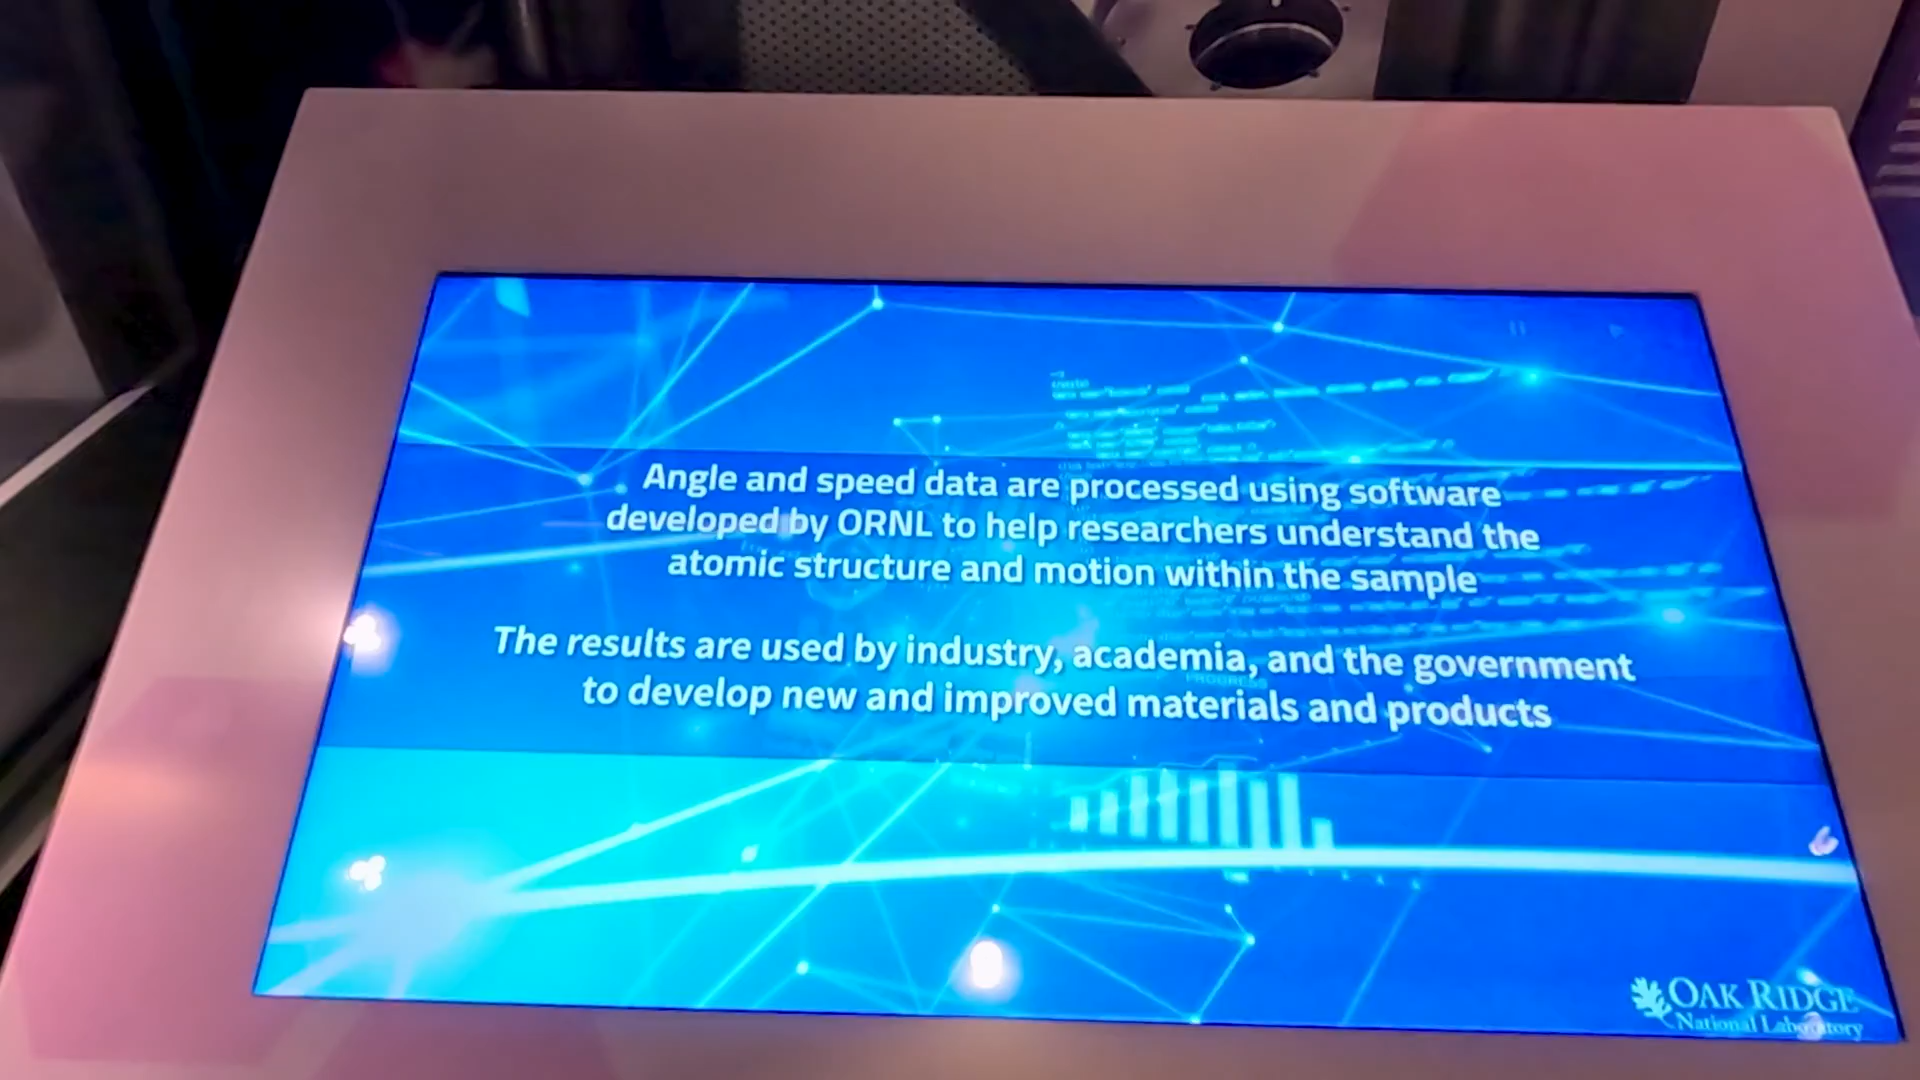 Angle and speed data are processed using software
developed by ORNL to help researchers understand the
atomic structure and motion within the sample
The results are used by industry, academia, and the government
to develop new and improved materials and products
PROGRESS
OAK RIDGE
National Laboratory